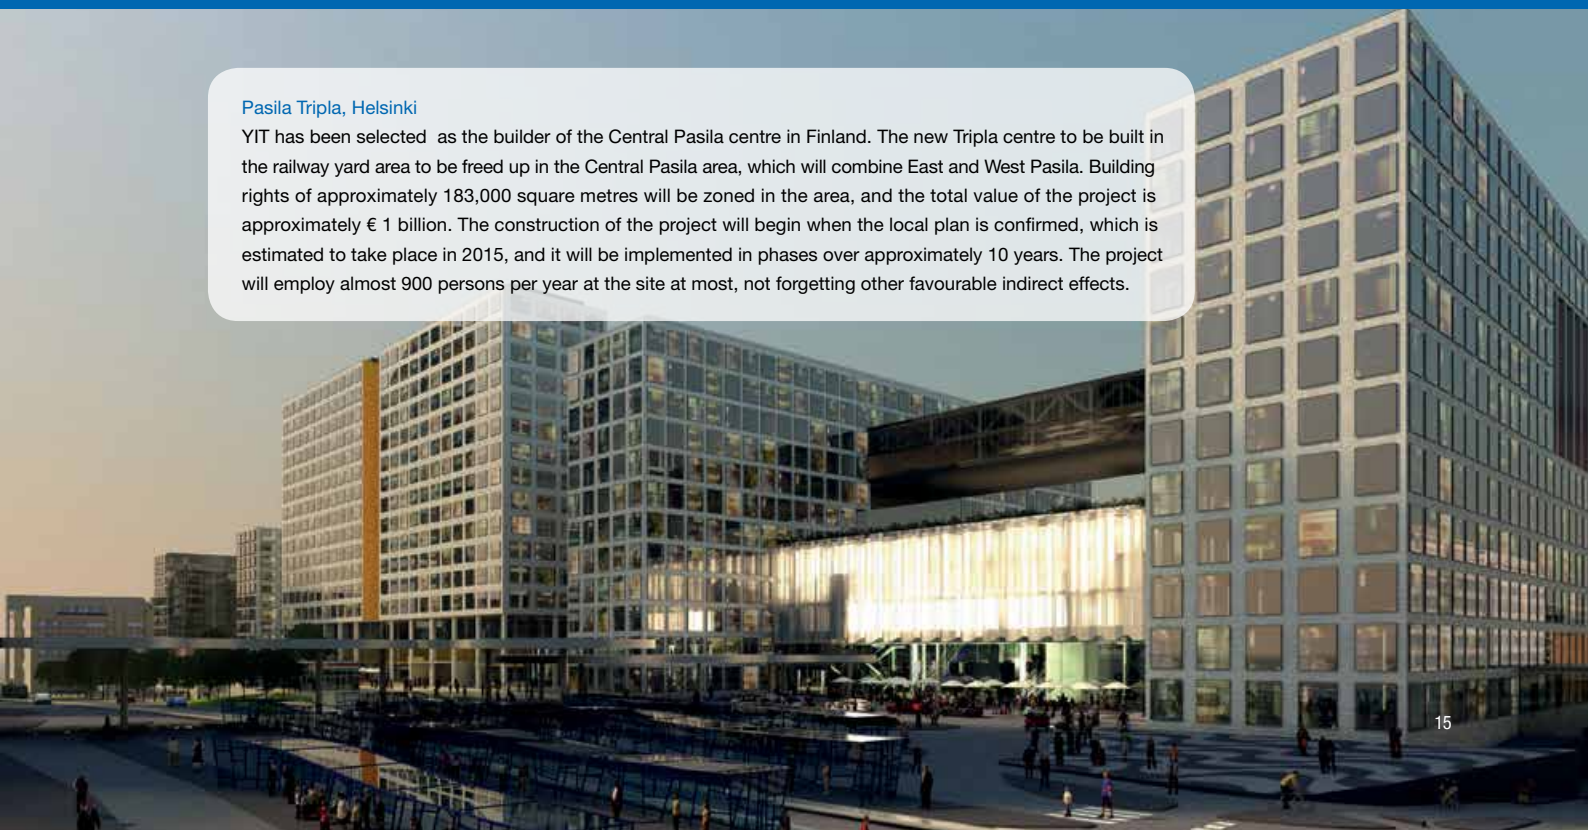 Pasila Tripla, Helsinki
YIT has been selected  as the builder of the Central Pasila centre in Finland. The new Tripla centre to be built in
the railway yard area to be freed up in the Central Pasila area, which will combine East and West Pasila. Building
rights of approximately 183,000 square metres will be zoned in the area, and the total value of the project is
approximately € 1 billion. The construction of the project will begin when the local plan is confirmed, which is
estimated to take place in 2015, and it will be implemented in phases over approximately 10 years. The project
will employ almost 900 persons per year at the site at most, not forgetting other favourable indirect effects.
15